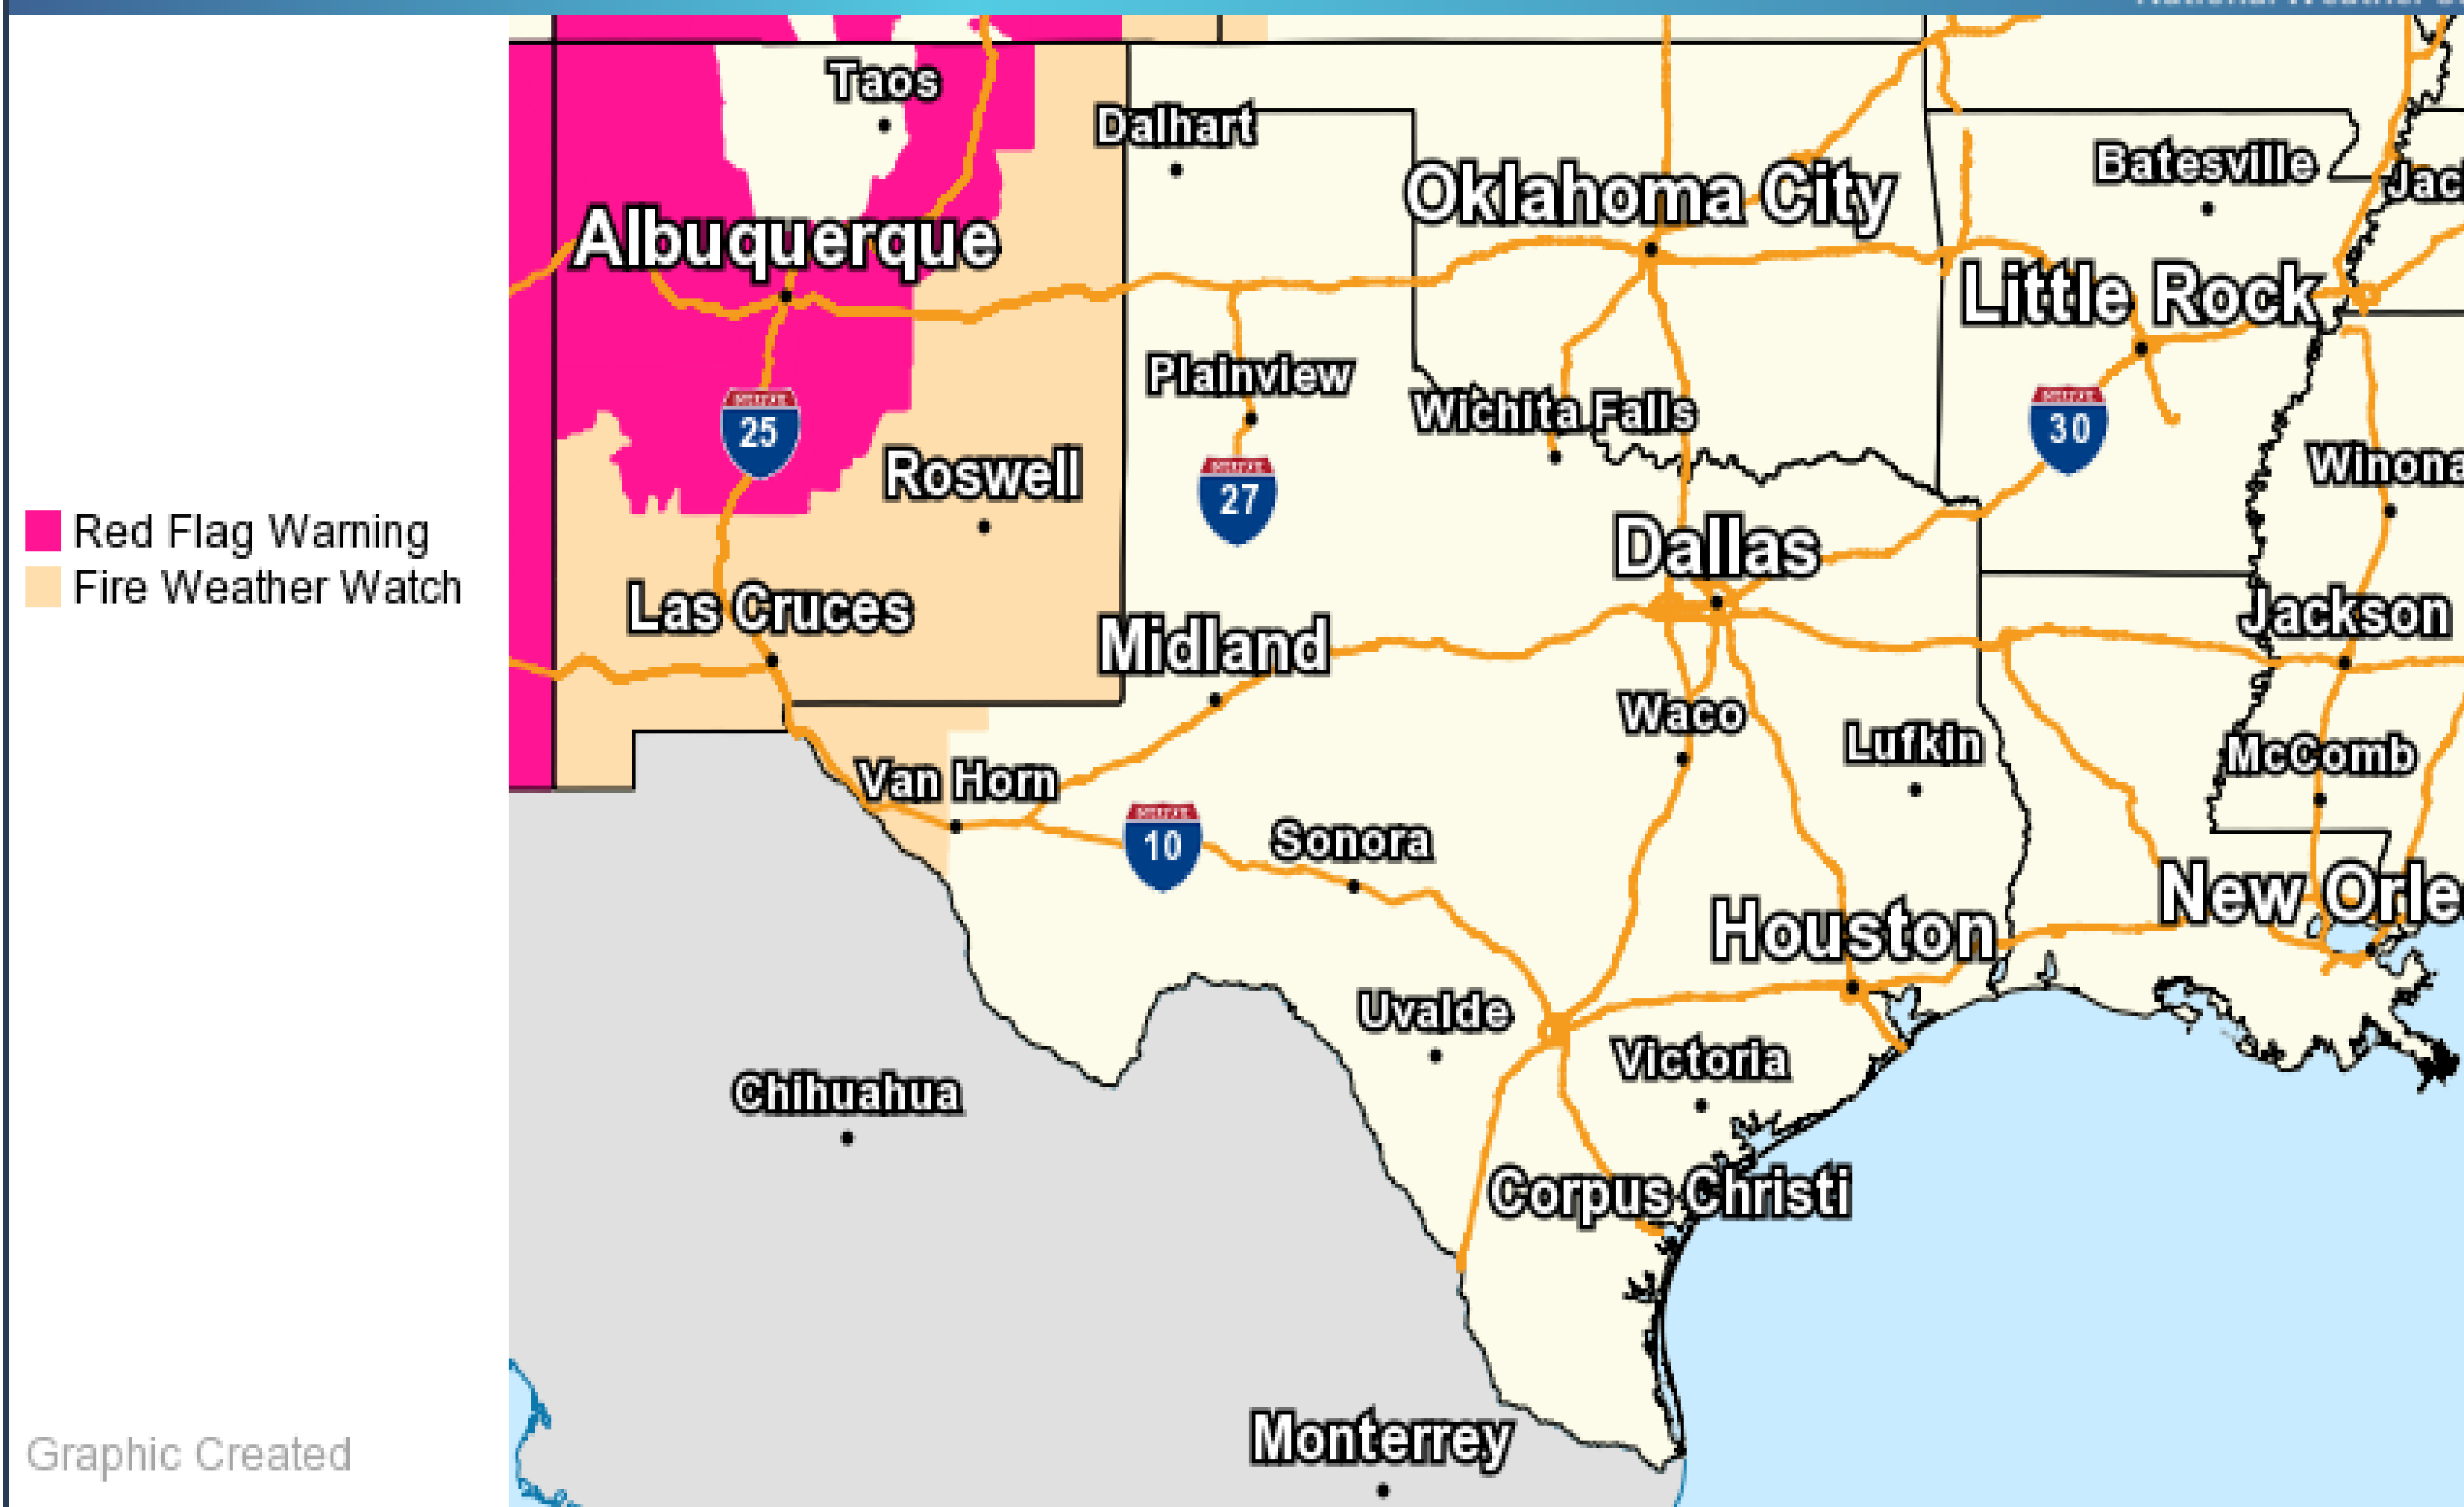 National Weather
Taos
Dalhart
Oklahoma City
Batesville
Albuquerque
Little Rock
Plainview
Wichita Falls
25
30
Roswell
27
Winona
Red Flag Warning
Dallas
Fire Weather Watch
Las Cruces
Jackson
Midland
Waco
Lufkin
McComb
Van Horn
10
Sonora
New Orle
Houston
Uvalde
Victoria
Chihuahua
Corpus Christi
Monterrey
Graphic Created